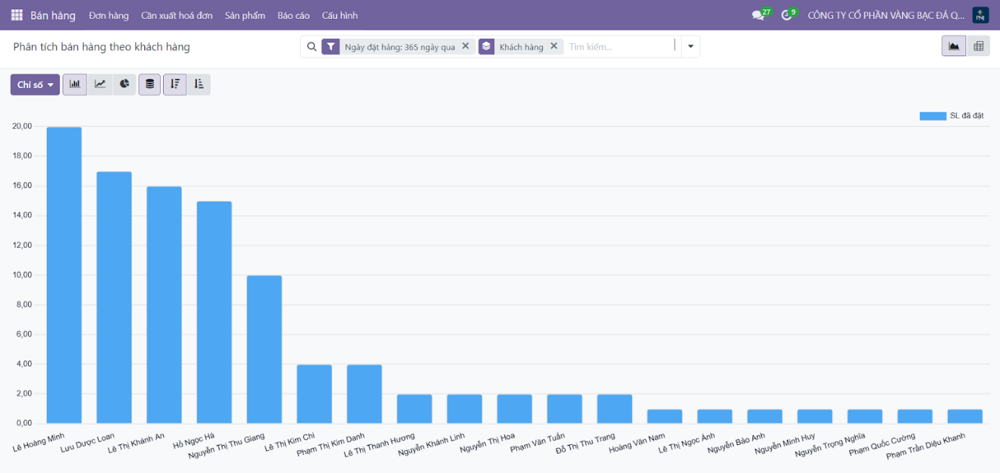 Bán hàng Đơn hàng Cần xuất hoá đơn Sản phẩm Báo cáo Cấu hình 27 9 CÔNG TY CỔ PHẦN VÀNG BẠC ĐÁ Q... PNJ
Phân tích bán hàng theo khách hàng Ngày đặt hàng: 365 ngày qua Khách hàng Tìm kiếm...
Chỉ số
SL đã đặt
20,00
18,00
16,00
14,00
12,00
10,00
8,00
6,00
4,00
2,00
0,00
Lê Hoàng Minh
Lưu Dược Loan
Lê Thị Khánh An
Hồ Ngọc Hà
Nguyễn Thị Thu Giang
Lê Thị Kim Chi
Phạm Thị Kim Danh
Lê Thị Thanh Hương
Nguyễn Khánh Linh
Nguyễn Thị Hoa
Phạm Văn Tuấn
Đỗ Thị Thu Trang
Hoàng Văn Nam
Lê Thị Ngọc Ánh
Nguyễn Bảo Anh
Nguyễn Minh Huy
Nguyễn Trọng Nghĩa
Phạm Quốc Cường
Phạm Trần Diệu Khanh